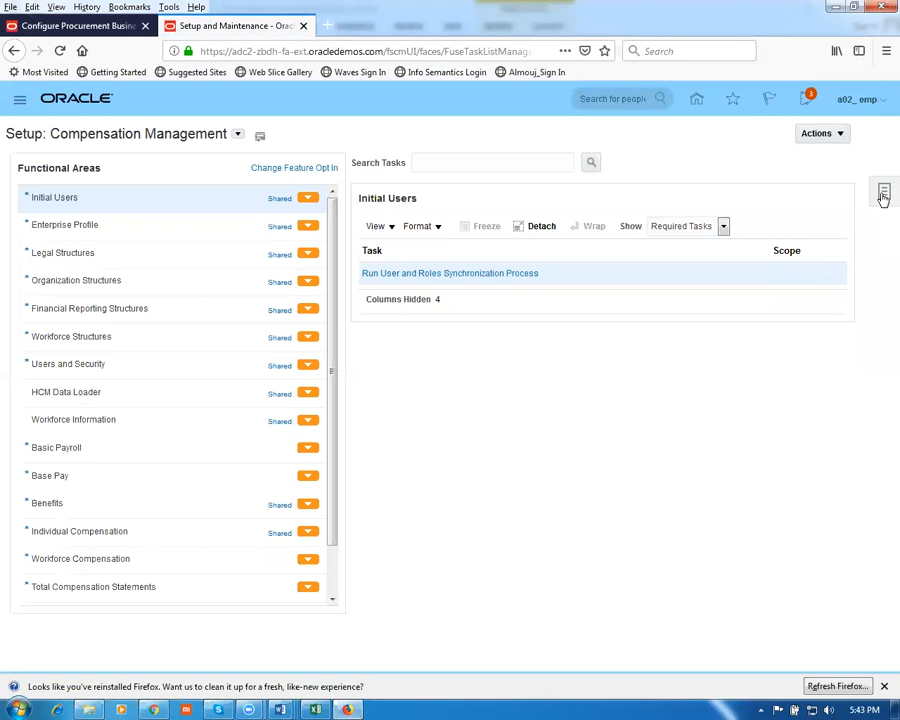 File Edit View History Bookmarks Tools Help
Configure Procurement Busine × Setup and Maintenance - Orac ×
https://adc2-zbdh-fa-ext.oracledemos.com/fscmUI/faces/FuseTaskListManag Search
Most Visited Getting Started Suggested Sites Web Slice Gallery Waves Sign In Info Semantics Login Almouj_Sign In
ORACLE Search for people 3 a02_ emp
Setup: Compensation Management Actions
Functional Areas Change Feature Opt In Search Tasks
* Initial Users Shared
Initial Users
* Enterprise Profile Shared
View Format Freeze Detach Wrap Show Required Tasks
* Legal Structures Shared
Task Scope
* Organization Structures Shared
Run User and Roles Synchronization Process
* Financial Reporting Structures Shared
Columns Hidden 4
* Workforce Structures Shared
* Users and Security Shared
HCM Data Loader Shared
Workforce Information Shared
* Basic Payroll
* Base Pay
* Benefits Shared
* Individual Compensation Shared
* Workforce Compensation
* Total Compensation Statements
Looks like you've reinstalled Firefox. Want us to clean it up for a fresh, like-new experience? Refresh Firefox... ×
5:43 PM